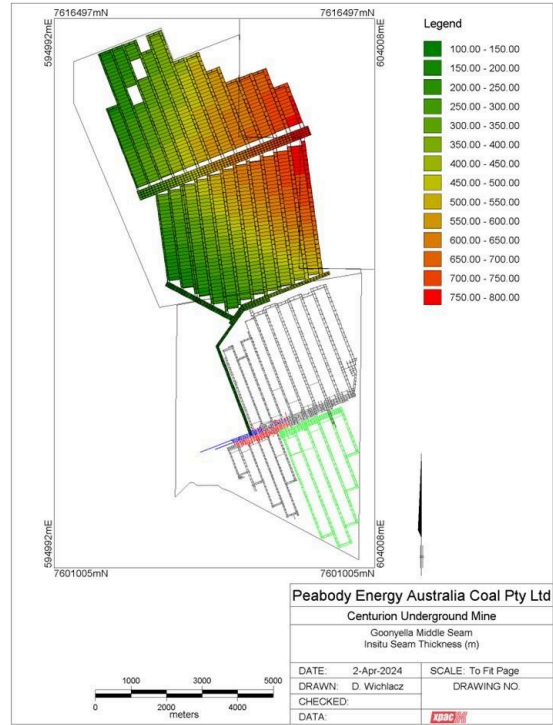 7616497mN
7616497mN
594992mE
604008mE
Legend
100.00 - 150.00
150.00 - 200.00
200.00 - 250.00
250.00 - 300.00
300.00 - 350.00
350.00 - 400.00
400.00 - 450.00
450.00 - 500.00
500.00 - 550.00
550.00 - 600.00
600.00 - 650.00
650.00 - 700.00
700.00 - 750.00
750.00 - 800.00
594992mE
604008mE
7601005mN
7601005mN
Peabody Energy Australia Coal Pty Ltd
Centurion Underground Mine
Goonyella Middle Seam
Insitu Seam Thickness (m)
DATE: 2-Apr-2024 SCALE: To Fit Page
DRAWN: D. Wichlacz DRAWING NO.
CHECKED:
DATA: xpac
1000 3000 5000
0 2000 4000
meters